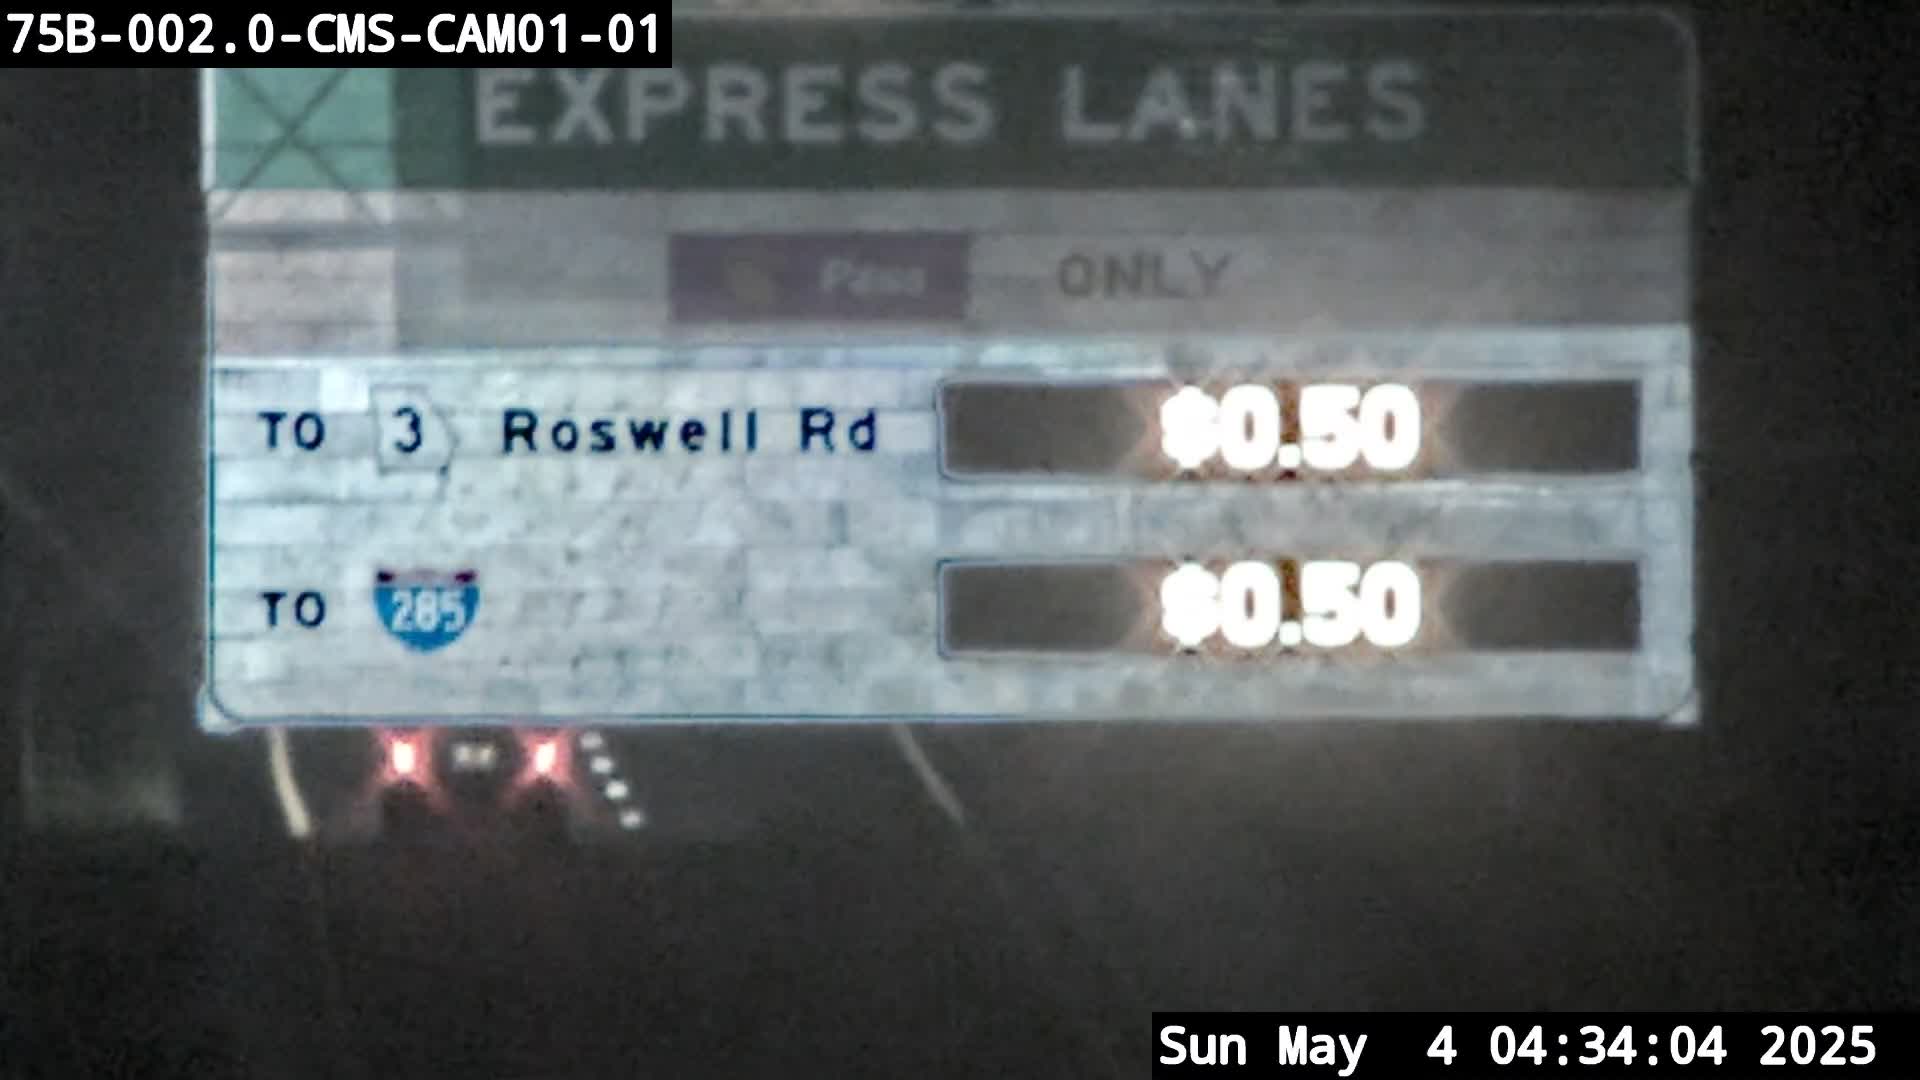 75B-002.0-CMS-CAM01-01
EXPRESS LANES
Pass ONLY
TO 3 Roswell Rd $0.50
TO 285 $0.50
Sun May 4 04:34:04 2025